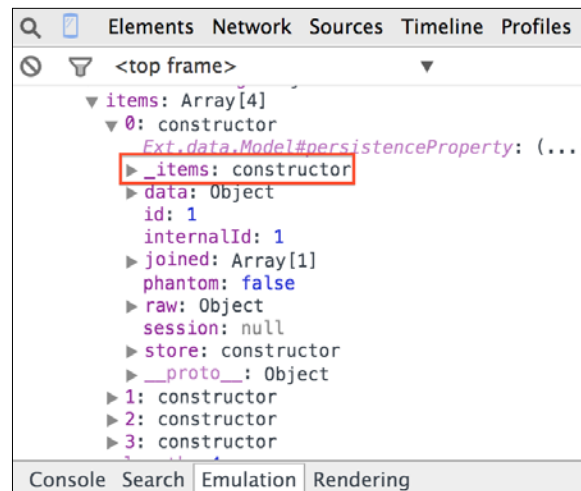 Elements Network Sources Timeline Profiles
<top frame> ▼
▼ items: Array[4]
▼ 0: constructor
Ext.data.Model#persistenceProperty: (...
▶ _items: constructor
▶ data: Object
id: 1
internalId: 1
▶ joined: Array[1]
phantom: false
▶ raw: Object
session: null
▶ store: constructor
▶ __proto__: Object
▶ 1: constructor
▶ 2: constructor
▶ 3: constructor
Console Search Emulation Rendering